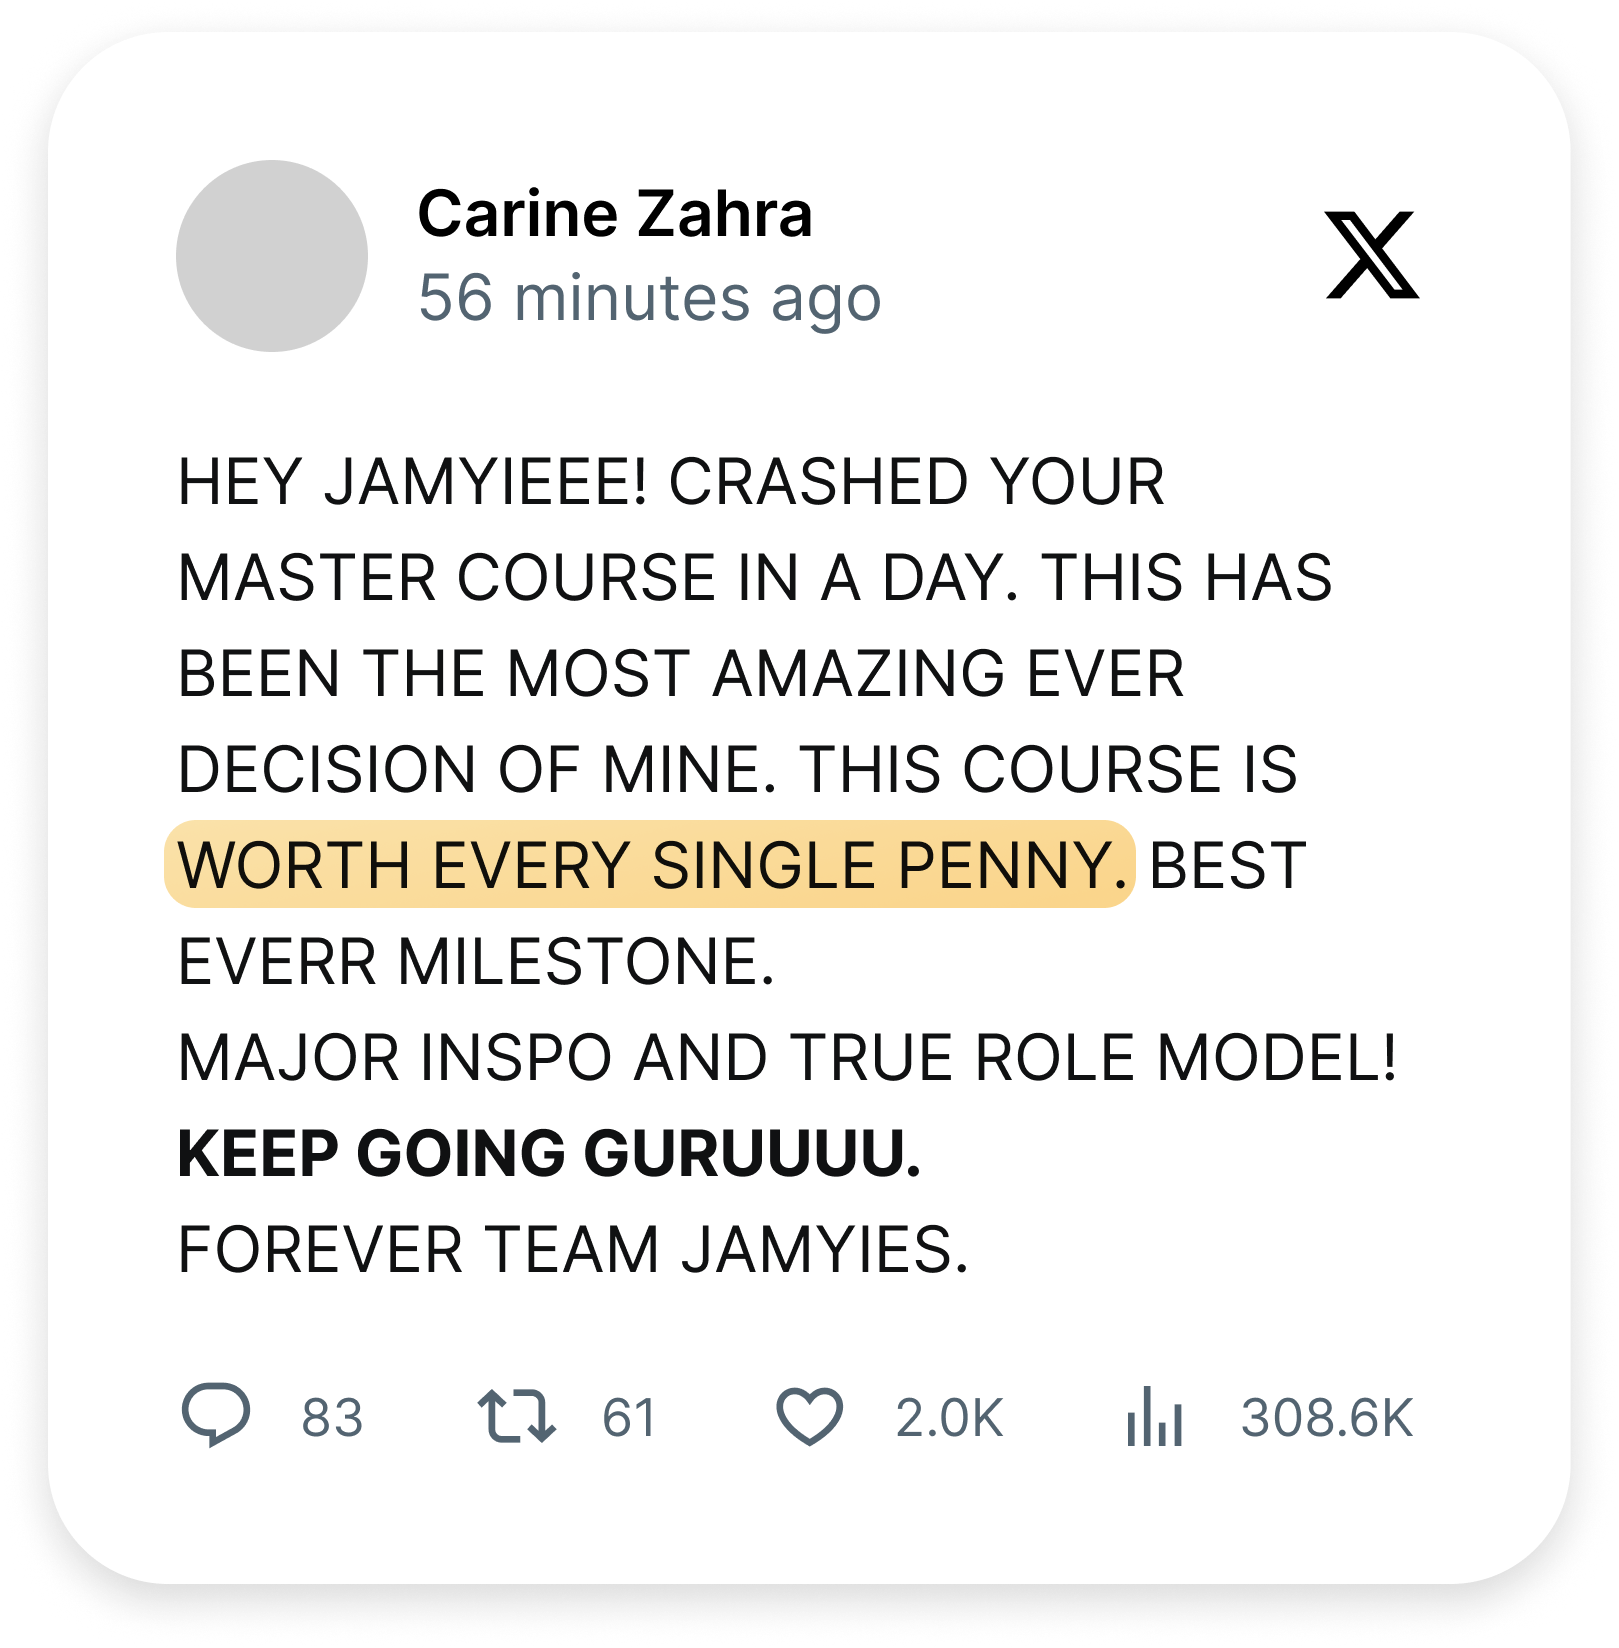 Carine Zahra
56 minutes ago
HEY JAMYIEEE! CRASHED YOUR
MASTER COURSE IN A DAY. THIS HAS
BEEN THE MOST AMAZING EVER
DECISION OF MINE. THIS COURSE IS
WORTH EVERY SINGLE PENNY. BEST
EVERR MILESTONE.
MAJOR INSPO AND TRUE ROLE MODEL!
KEEP GOING GURUUUU.
FOREVER TEAM JAMYIES.
83 61 2.0K 308.6K